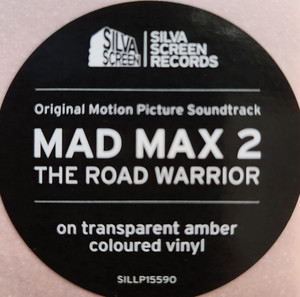 SILVA
SCREEN
SILVA
SCREEN
RECORDS
Original Motion Picture Soundtrack
MAD MAX 2
THE ROAD WARRIOR
on transparent amber
coloured vinyl
SILLP15590